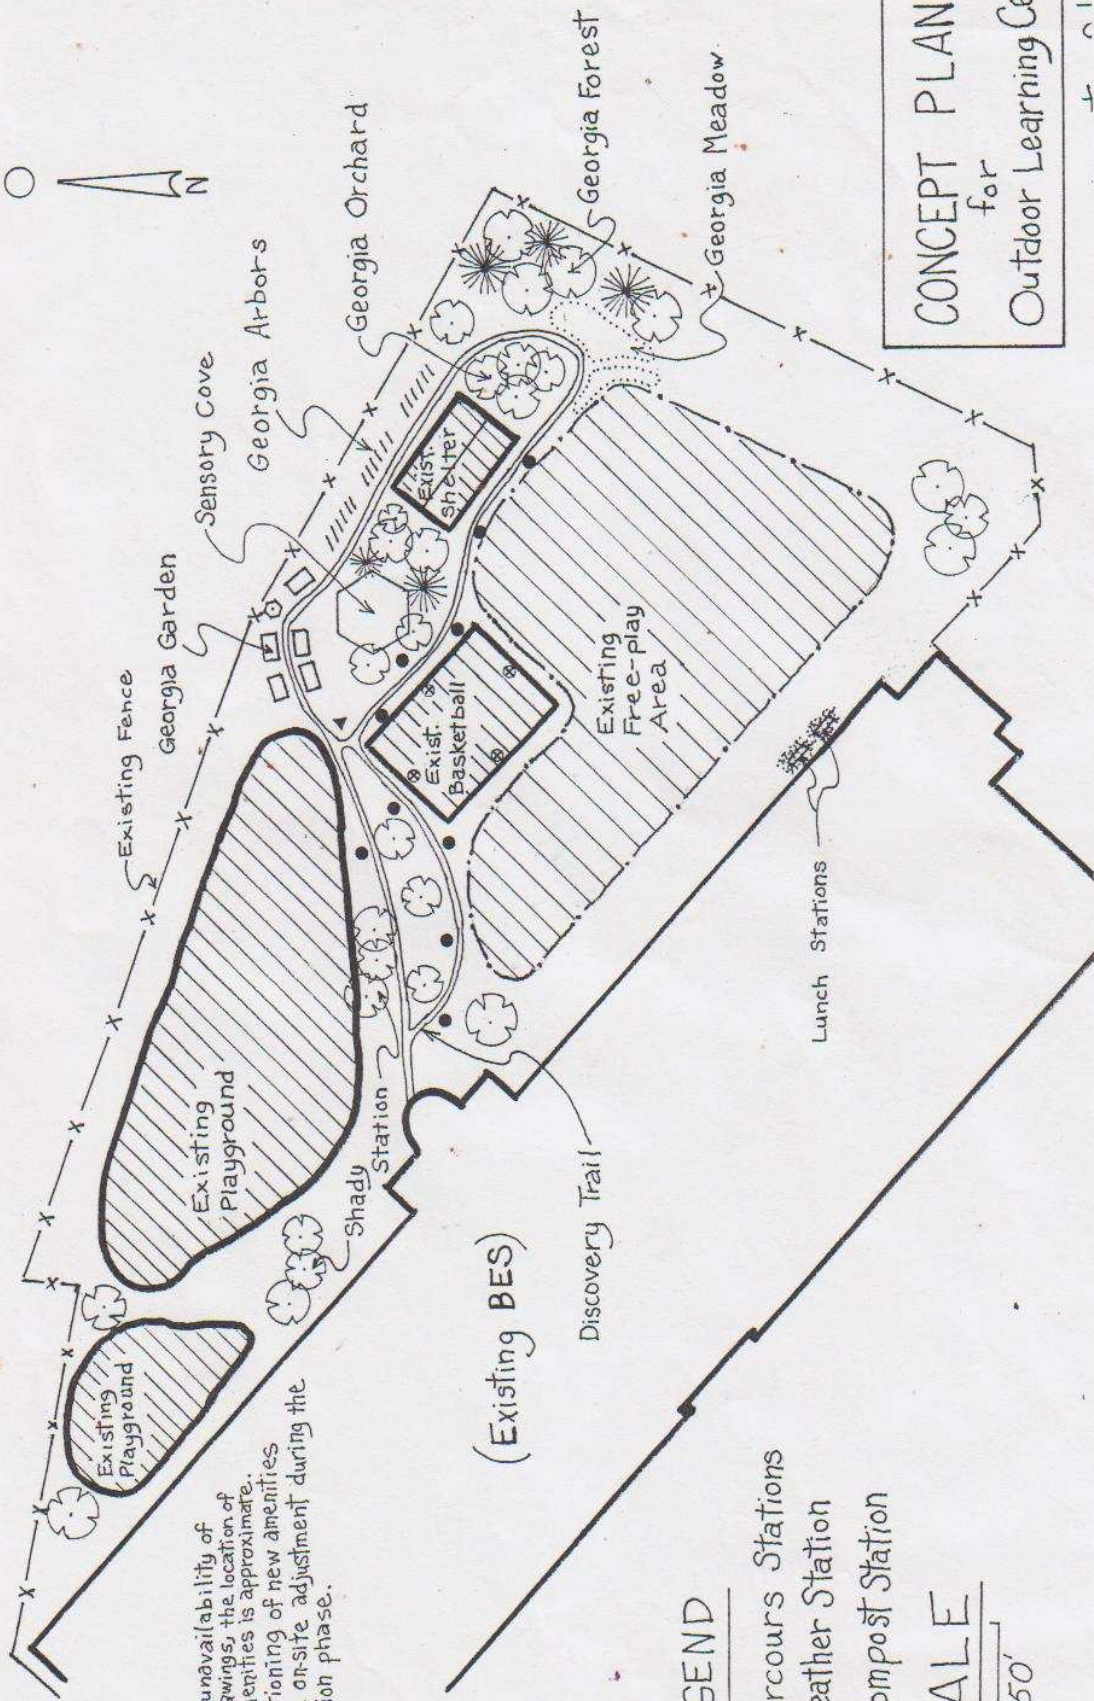 Existing Fence
Georgia Garden
Sensory Cove
Georgia Arbors
Georgia Orchard
Georgia Forest
Georgia Meadow
N
Existing
Playground
Existing
Playground
Shady
Station
Exist.
Basketball
Exist.
Shelter
Existing
Free-play
Area
Lunch Stations
Discovery Trail
(Existing BES)
unavailability of
wings, the location of
enities is approximate.
tioning of new amenities
on-site adjustment during the
ion phase.
GEND
rcours Stations
eather Station
ompost Station
ALE
50'
CONCEPT PLAN
for
Outdoor Learning Ce